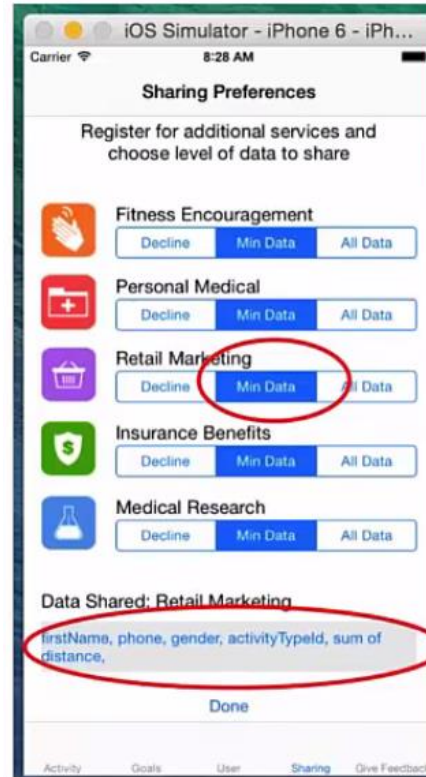 iOS Simulator - iPhone 6 - iPh...
Carrier 8:28 AM
Sharing Preferences
Register for additional services and
choose level of data to share
Fitness Encouragement
Decline Min Data All Data
Personal Medical
Decline Min Data All Data
Retail Marketing
Decline Min Data All Data
Insurance Benefits
Decline Min Data All Data
Medical Research
Decline Min Data All Data
Data Shared: Retail Marketing
firstName, phone, gender, activityTypeId, sum of
distance,
Done
Activity Goals User Sharing Give Feedback